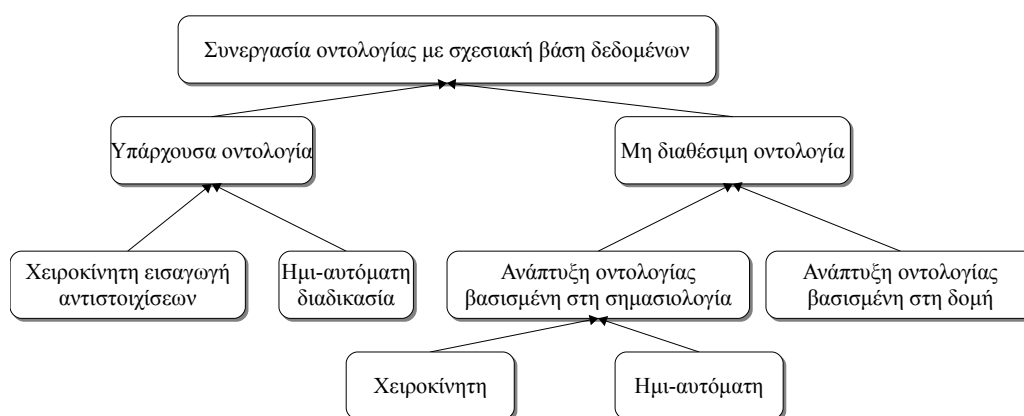 Συνεργασία οντολογίας με σχεσιακή βάση δεδομένων
Υπάρχουσα οντολογία
Μη διαθέσιμη οντολογία
Χειροκίνητη εισαγωγή
αντιστοιχίσεων
Ημι-αυτόματη
διαδικασία
Ανάπτυξη οντολογίας
βασισμένη στη σημασιολογία
Ανάπτυξη οντολογίας
βασισμένη στη δομή
Χειροκίνητη
Ημι-αυτόματη